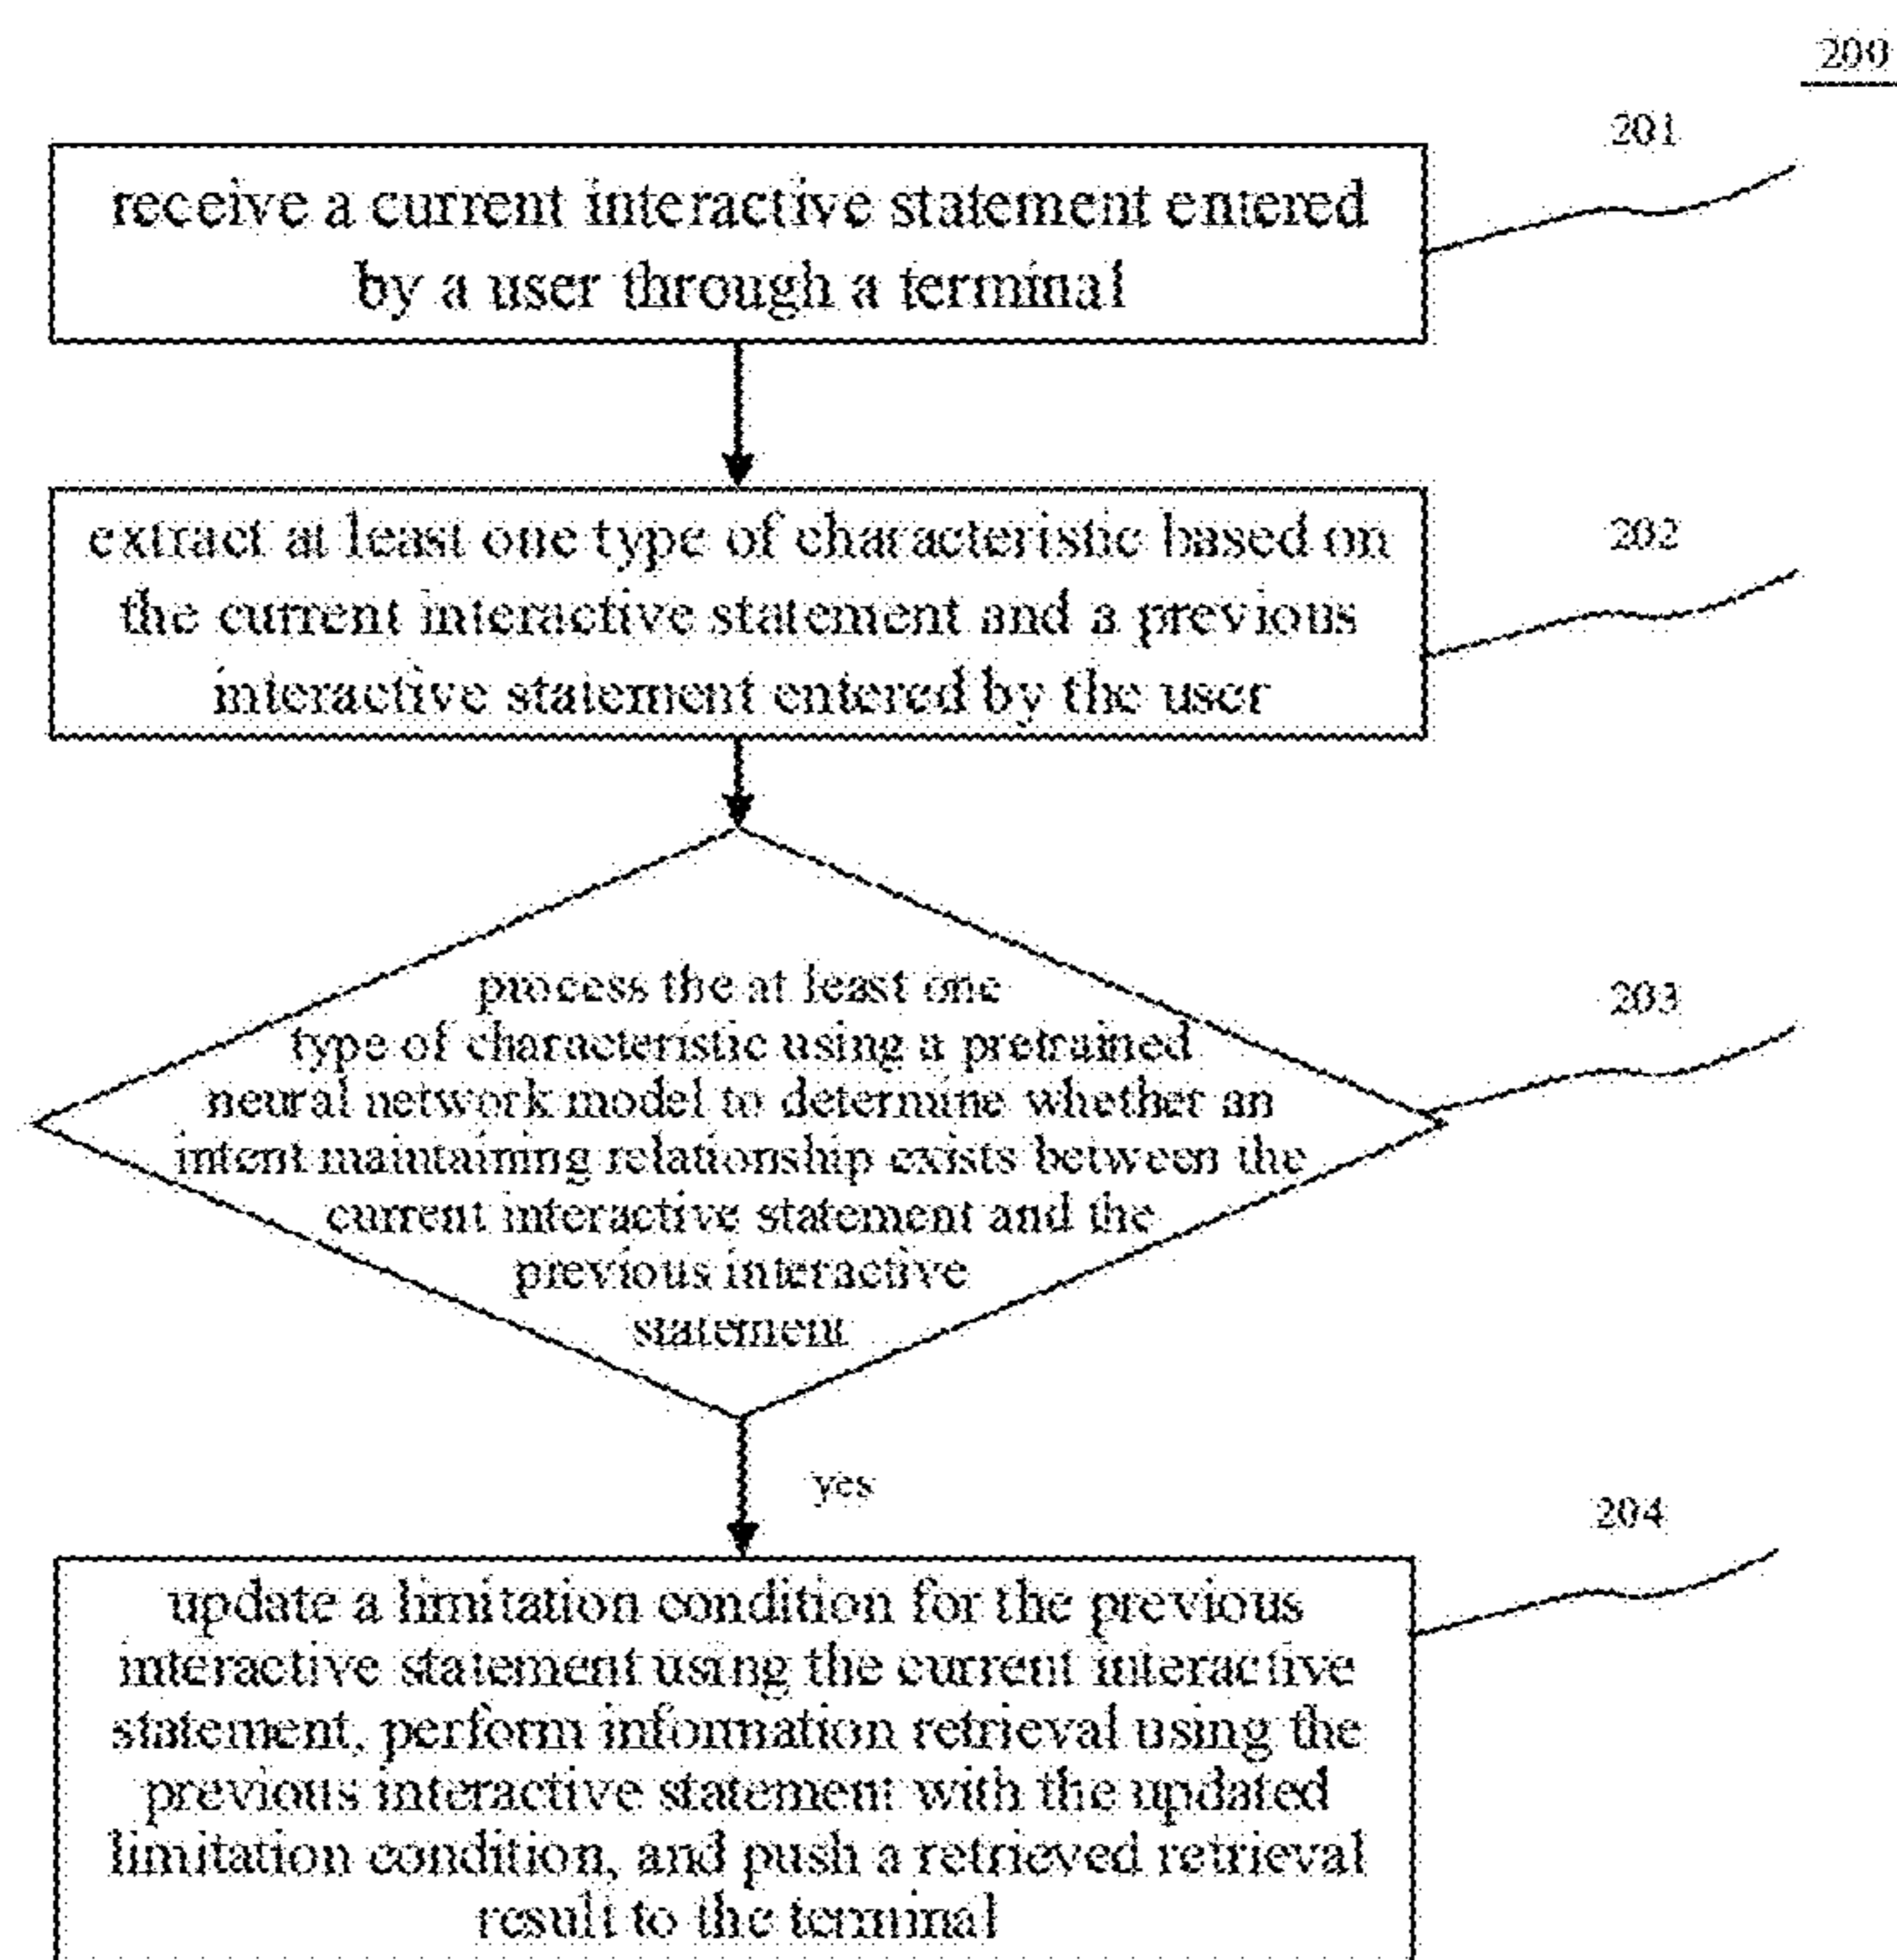 200
201
receive a current interactive statement entered
by a user through a terminal
202
extract at least one type of characteristic based on
the current interactive statement and a previous
interactive statement entered by the user
203
process the at least one
type of characteristic using a pretrained
neural network model to determine whether an
intent maintaining relationship exists between the
current interactive statement and the
previous interactive
statement
yes
204
update a limitation condition for the previous
interactive statement using the current interactive
statement, perform information retrieval using the
previous interactive statement with the updated
limitation condition, and push a retrieved retrieval
result to the terminal